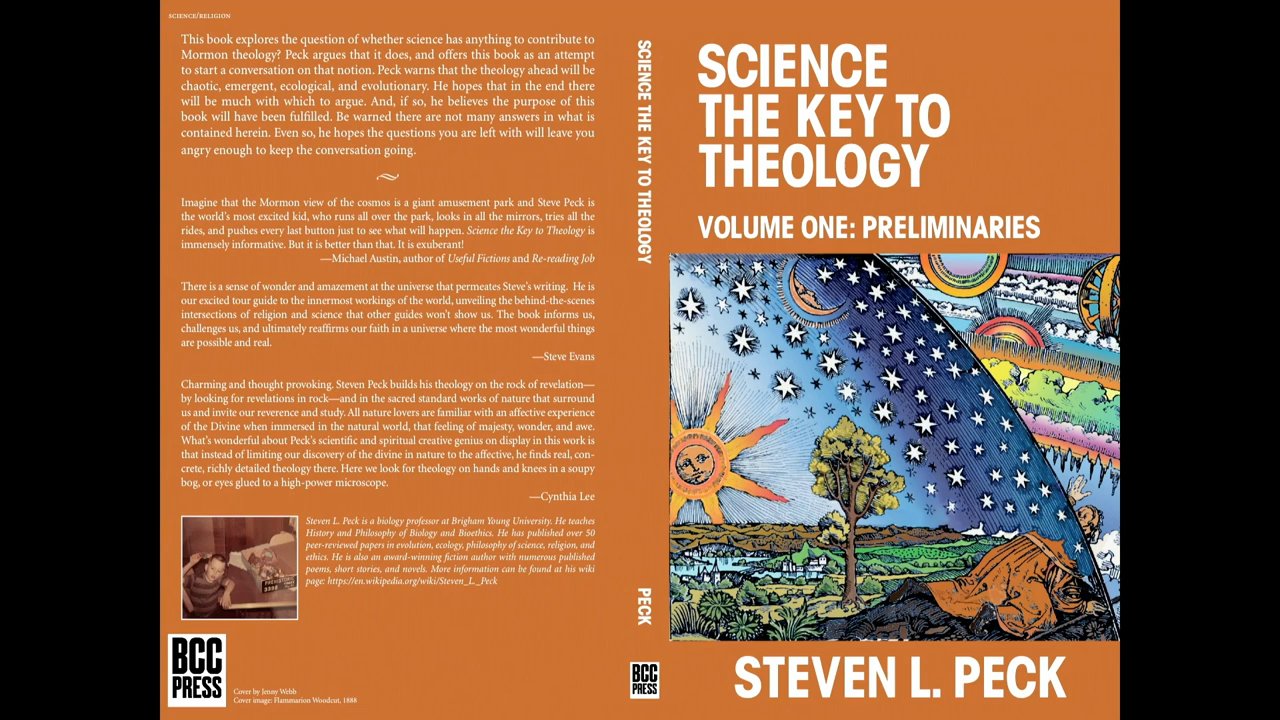 SCIENCE/RELIGION
This book explores the question of whether science has anything to contribute to
Mormon theology? Peck argues that it does, and offers this book as an attempt
to start a conversation on that notion. Peck warns that the theology ahead will be
chaotic, emergent, ecological, and evolutionary. He hopes that in the end there
will be much with which to argue. And, if so, he believes the purpose of this
book will have been fulfilled. Be warned there are not many answers in what is
contained herein. Even so, he hopes the questions you are left with will leave you
angry enough to keep the conversation going.
Imagine that the Mormon view of the cosmos is a giant amusement park and Steve Peck is
the world's most excited kid, who runs all over the park, looks in all the mirrors, tries all the
rides, and pushes every last button just to see what will happen. Science the Key to Theology is
immensely informative. But it is better than that. It is exuberant!
—Michael Austin, author of Useful Fictions and Re-reading Job
There is a sense of wonder and amazement at the universe that permeates Steve's writing. He is
our excited tour guide to the innermost workings of the world, unveiling the behind-the-scenes
intersections of religion and science that other guides won't show us. The book informs us,
challenges us, and ultimately reaffirms our faith in a universe where the most wonderful things
are possible and real.
—Steve Evans
Charming and thought provoking. Steven Peck builds his theology on the rock of revelation—
by looking for revelations in rock—and in the sacred standard works of nature that surround
us and invite our reverence and study. All nature lovers are familiar with an affective experience
of the Divine when immersed in the natural world, that feeling of majesty, wonder, and awe.
What's wonderful about Peck's scientific and spiritual creative genius on display in this work is
that instead of limiting our discovery of the divine in nature to the affective, he finds real, con-
crete, richly detailed theology there. Here we look for theology on hands and knees in a soupy
bog, or eyes glued to a high-power microscope.
—Cynthia Lee
Steven L. Peck is a biology professor at Brigham Young University. He teaches
History and Philosophy of Biology and Bioethics. He has published over 50
peer-reviewed papers in evolution, ecology, philosophy of science, religion, and
ethics. He is also an award-winning fiction author with numerous published
poems, short stories, and novels. More information can be found at his wiki
page: https://en.wikipedia.org/wiki/Steven_L._Peck
BCC
PRESS
Cover by Jenny Webb
Cover image: Flammarion Woodcut, 1888
SCIENCE THE KEY TO THEOLOGY
PECK
BCC
PRESS
SCIENCE
THE KEY TO
THEOLOGY
VOLUME ONE: PRELIMINARIES
STEVEN L. PECK